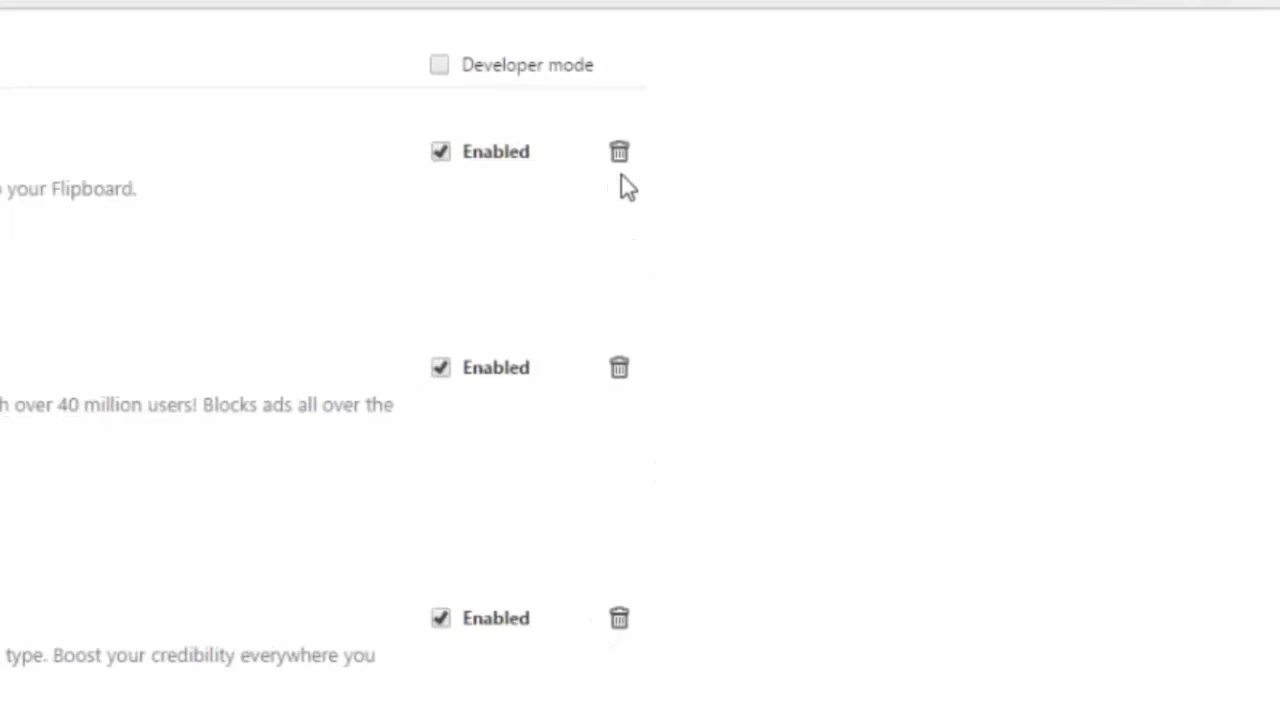 Developer mode
Enabled
your Flipboard.
Enabled
over 40 million users! Blocks ads all over the
Enabled
type. Boost your credibility everywhere you